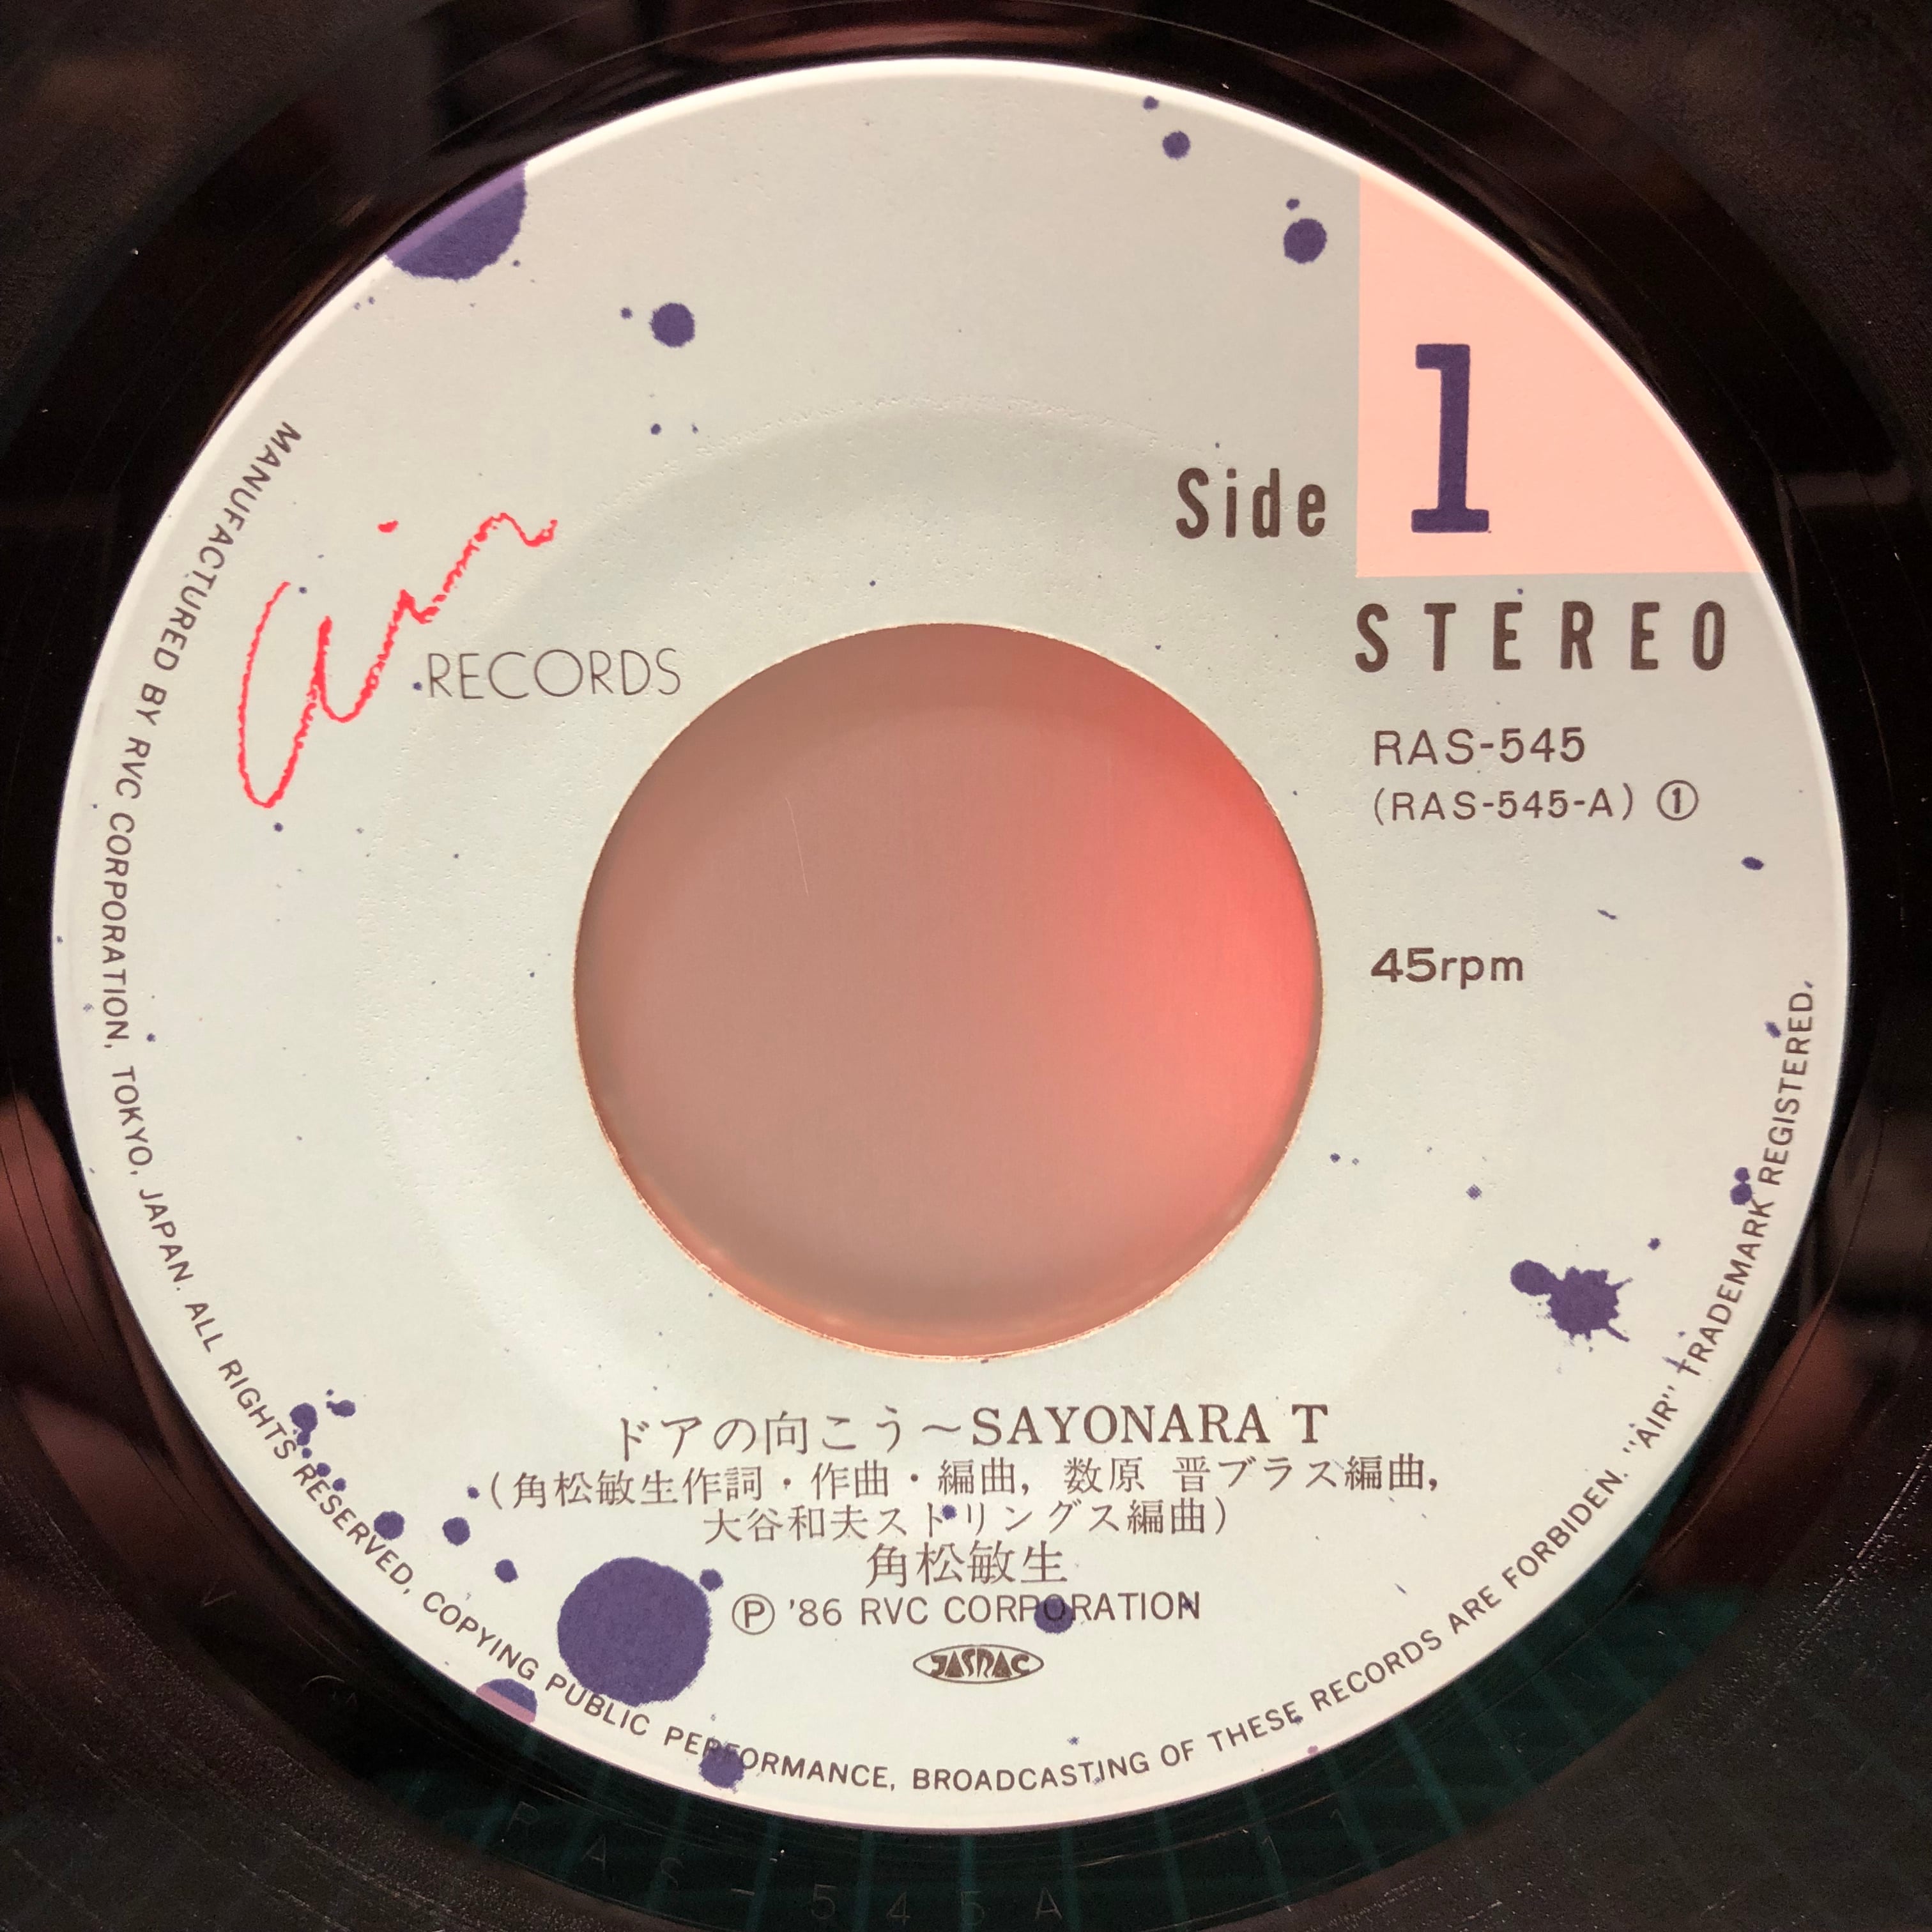 Side 1
Air
RECORDS
STEREO
RAS-545
(RAS-545-A) ①
45rpm
ドアの向こう～SAYONARA T
(角松敏生作詞・作曲・編曲, 数原 晋ブラス編曲,
大谷和夫ストリングス編曲)
角松敏生
Ⓟ '86 RVC CORPORATION
JASRAC
MANUFACTURED BY RVC CORPORATION, TOKYO, JAPAN. ALL RIGHTS RESERVED, COPYING PUBLIC PERFORMANCE, BROADCASTING OF THESE RECORDS ARE FORBIDEN. "AIR" TRADEMARK REGISTERED.
RAS-545A 11